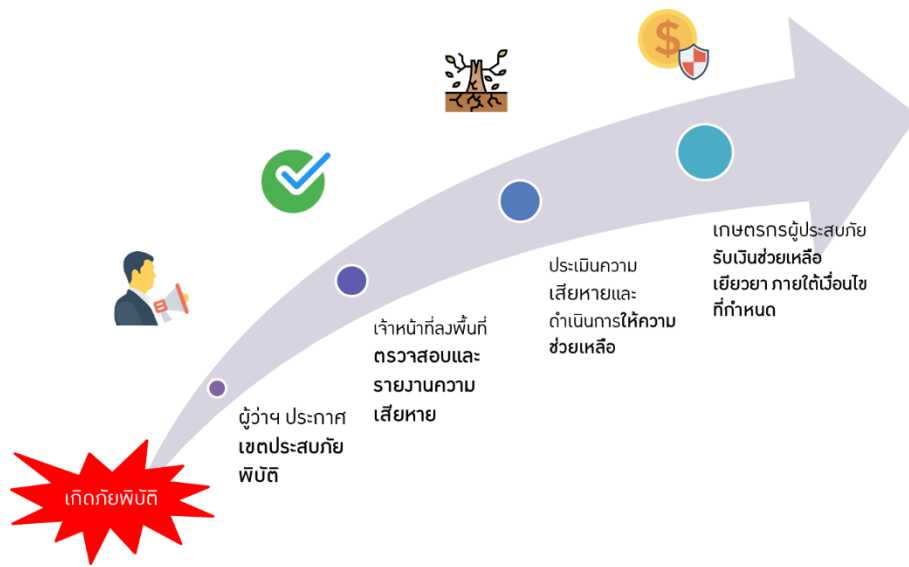 เกิดภัยพิบัติ
ผู้ว่าฯ ประกาศ
เขตประสบภัย
พิบัติ
เจ้าหน้าที่ลงพื้นที่
ตรวจสอบและ
รายงานความ
เสียหาย
ประเมินความ
เสียหายและ
ดำเนินการให้ความ
ช่วยเหลือ
เกษตรกรผู้ประสบภัย
รับเงินช่วยเหลือ
เยียวยา ภายใต้เงื่อนไข
ที่กำหนด